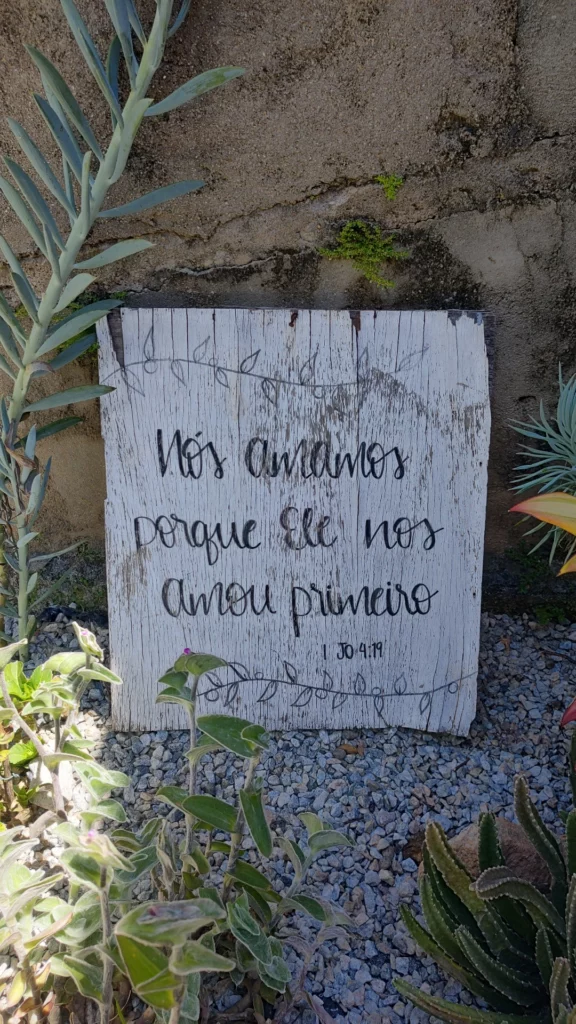 Nós amamos
porque Ele nos
amou primeiro
1 JO 4:19